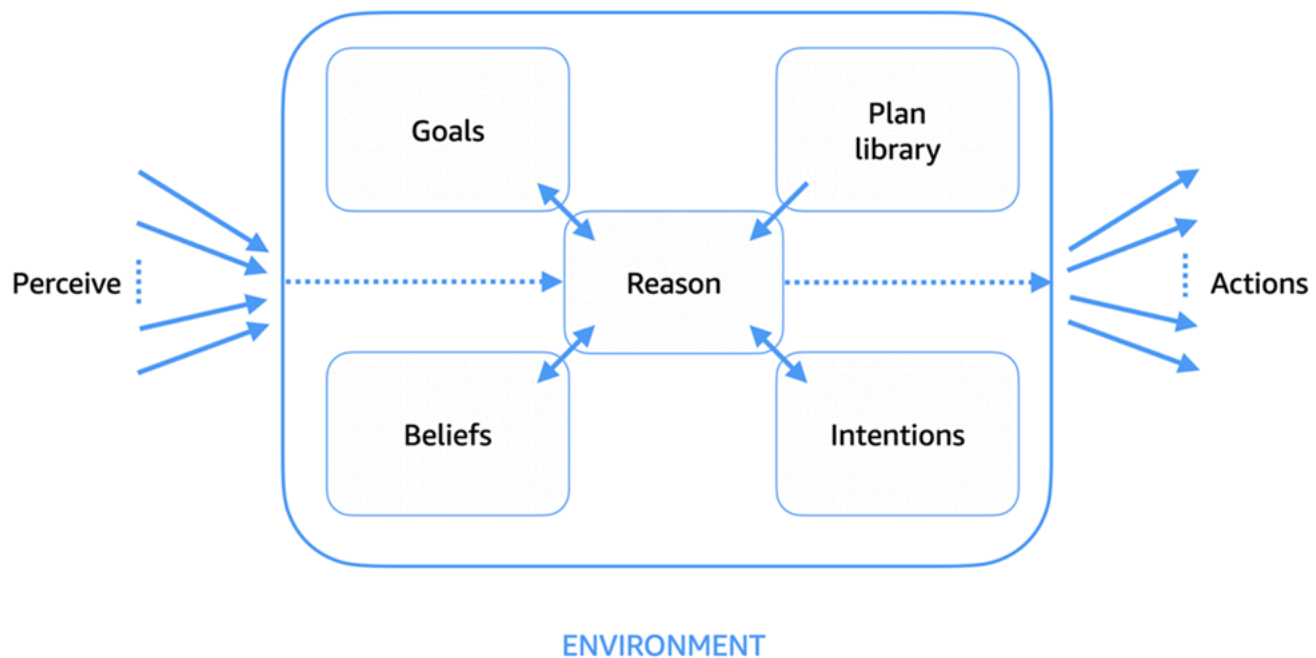 Goals
Plan
library
Perceive
Reason
Actions
Beliefs
Intentions
ENVIRONMENT